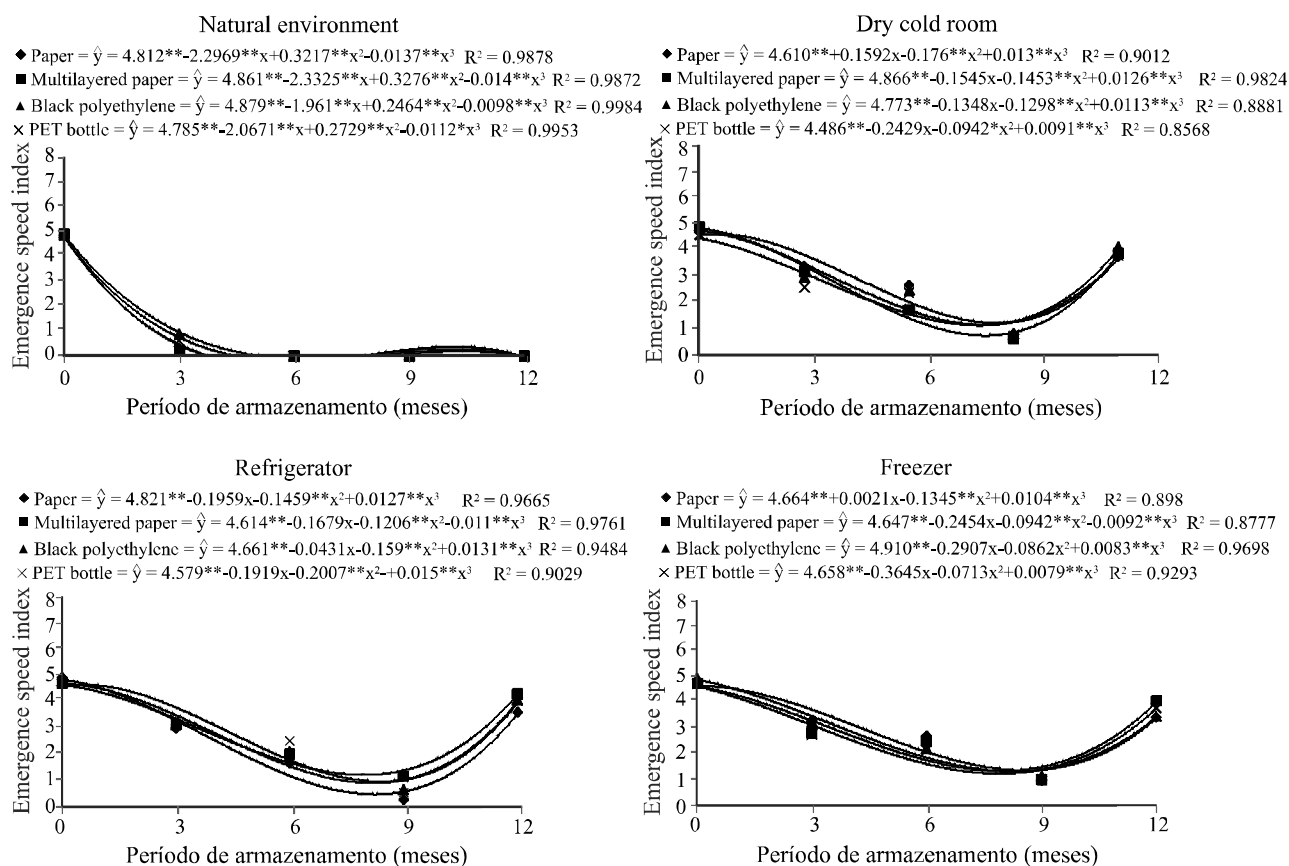 Natural environment
◆ Paper = ŷ = 4.812**-2.2969**x+0.3217**x²-0.0137**x³ R² = 0.9878
■ Multilayered paper = ŷ = 4.861**-2.3325**x+0.3276**x²-0.014**x³ R² = 0.9872
▲ Black polyethylene = ŷ = 4.879**-1.961**x+0.2464**x²-0.0098**x³ R² = 0.9984
× PET bottle = ŷ = 4.785**-2.0671**x+0.2729**x²-0.0112*x³ R² = 0.9953
Emergence speed index
8
7
6
5
4
3
2
1
0
0 3 6 9 12
Período de armazenamento (meses)
Dry cold room
◆ Paper = ŷ = 4.610**+0.1592x-0.176**x²+0.013**x³ R² = 0.9012
■ Multilayered paper = ŷ = 4.866**-0.1545x-0.1453**x²+0.0126**x³ R² = 0.9824
▲ Black polyethylene = ŷ = 4.773**-0.1348x-0.1298**x²+0.0113**x³ R² = 0.8881
× PET bottle = ŷ = 4.486**-0.2429x-0.0942*x²+0.0091**x³ R² = 0.8568
Emergence speed index
8
7
6
5
4
3
2
1
0
0 3 6 9 12
Período de armazenamento (meses)
Refrigerator
◆ Paper = ŷ = 4.821**-0.1959x-0.1459**x²+0.0127**x³ R² = 0.9665
■ Multilayered paper = ŷ = 4.614**-0.1679x-0.1206**x²-0.011**x³ R² = 0.9761
▲ Black polyethylene = ŷ = 4.661**-0.0431x-0.159**x²+0.0131**x³ R² = 0.9484
× PET bottle = ŷ = 4.579**-0.1919x-0.2007**x²-+0.015**x³ R² = 0.9029
Emergence speed index
8
7
6
5
4
3
2
1
0
0 3 6 9 12
Período de armazenamento (meses)
Freezer
◆ Paper = ŷ = 4.664**+0.0021x-0.1345**x²+0.0104**x³ R² = 0.898
■ Multilayered paper = ŷ = 4.647**-0.2454x-0.0942**x²-0.0092**x³ R² = 0.8777
▲ Black polyethylene = ŷ = 4.910**-0.2907x-0.0862x²+0.0083**x³ R² = 0.9698
× PET bottle = ŷ = 4.658**-0.3645x-0.0713x²+0.0079**x³ R² = 0.9293
Emergence speed index
8
7
6
5
4
3
2
1
0
0 3 6 9 12
Período de armazenamento (meses)